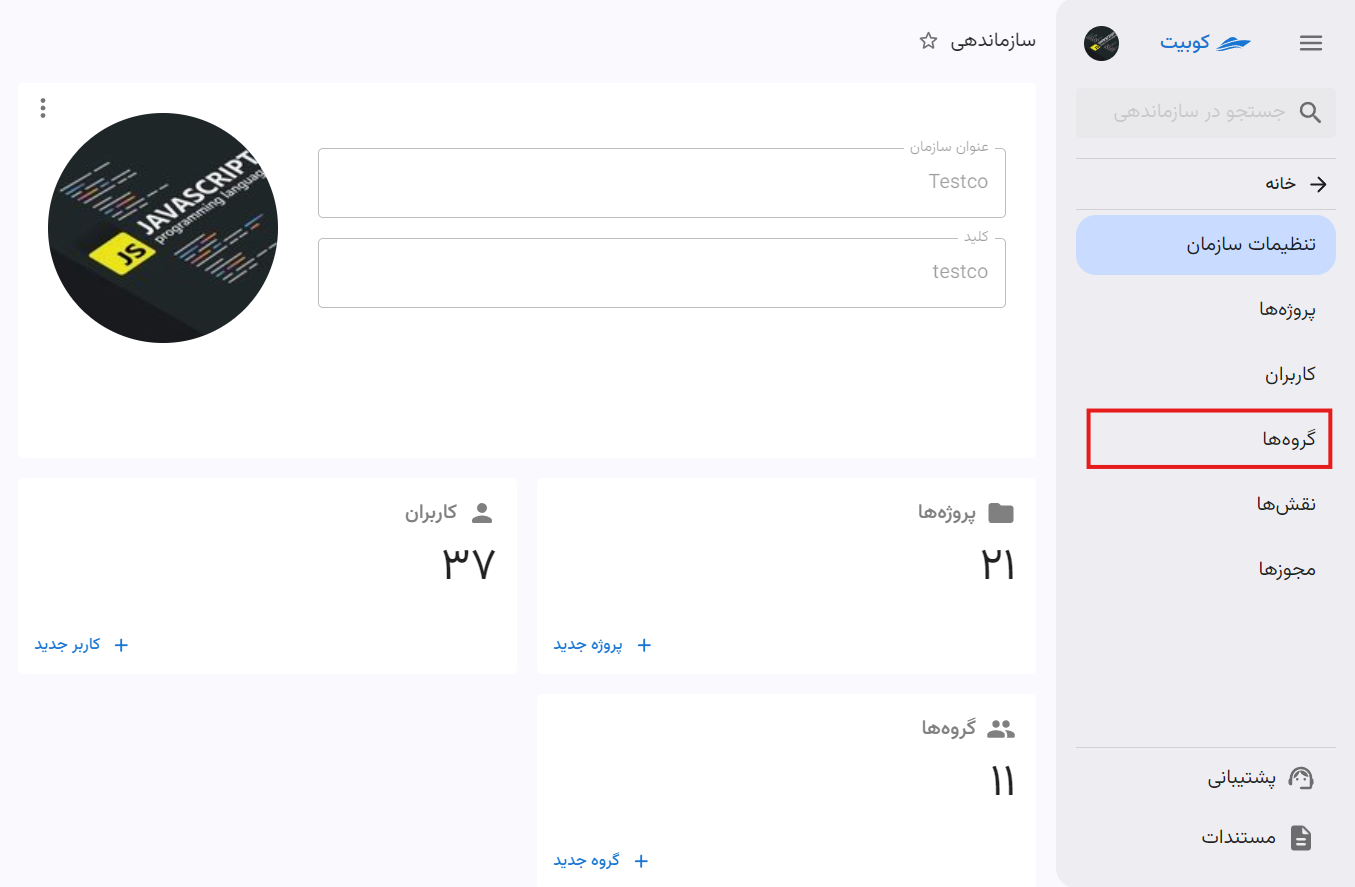 کوبیت
جستجو در سازماندهی
خانه
تنظیمات سازمان
پروژه‌ها
کاربران
گروه‌ها
نقش‌ها
مجوزها
پشتیبانی
مستندات
سازماندهی
عنوان سازمان
Testco
کلید
testco
JAVASCRIPT
programming language
JS
پروژه‌ها
۲۱
پروژه جدید
کاربران
۳۷
کاربر جدید
گروه‌ها
۱۱
گروه جدید